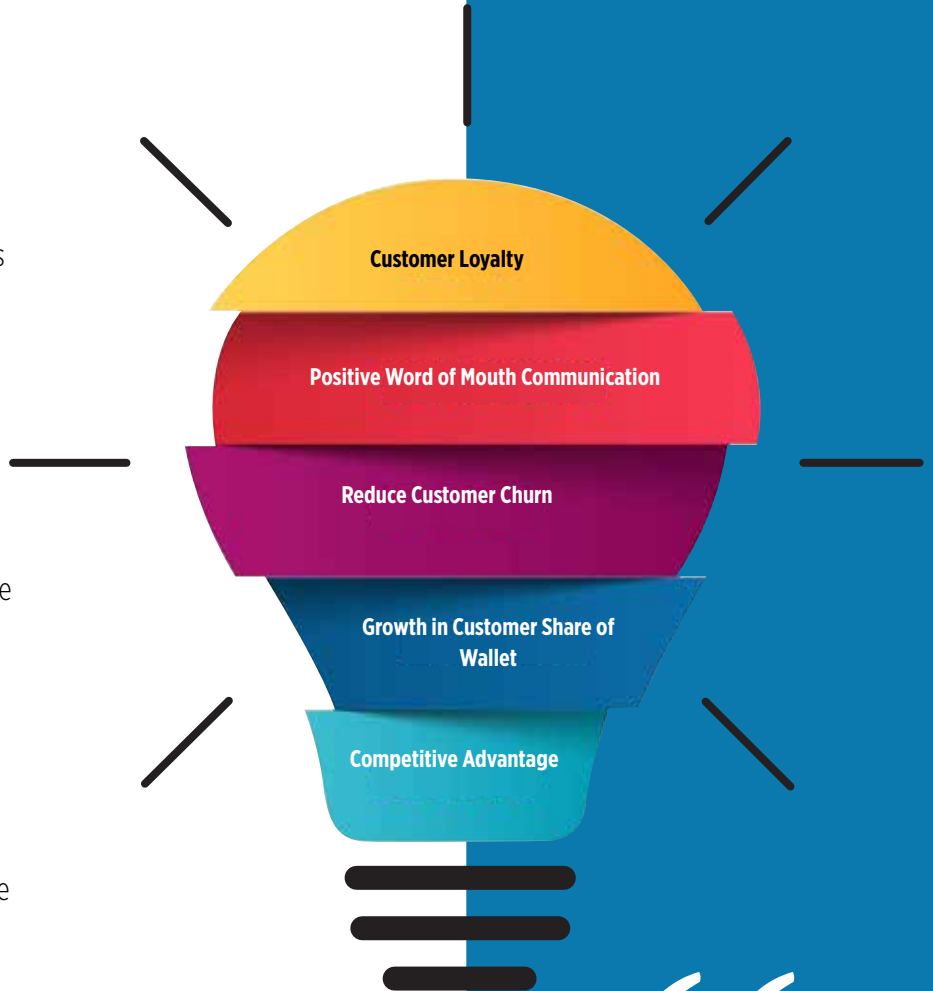 s
Customer Loyalty
Positive Word of Mouth Communication
Reduce Customer Churn
e
Growth in Customer Share of
Wallet
Competitive Advantage
e